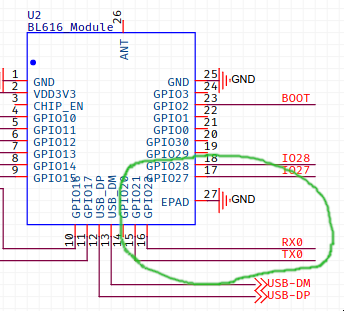 U2
BL616_Module
26
ANT
1 GND
2 VDD3V3
3 CHIP_EN
4 GPIO10
5 GPIO11
6 GPIO12
7 GPIO13
8 GPIO14
9 GPIO15
25 GND GND
24 GPIO3
23 GPIO2 BOOT
22 GPIO1
21 GPIO0
20 GPIO30
19 GPIO29
18 GPIO28 IO28
17 GPIO27 IO27
27 EPAD GND
10 GPIO16
11 GPIO17
12 USB_DP
13 USB_DM
14 GPIO20
15 GPIO21
16 GPIO22
RX0
TX0
USB-DM
USB-DP